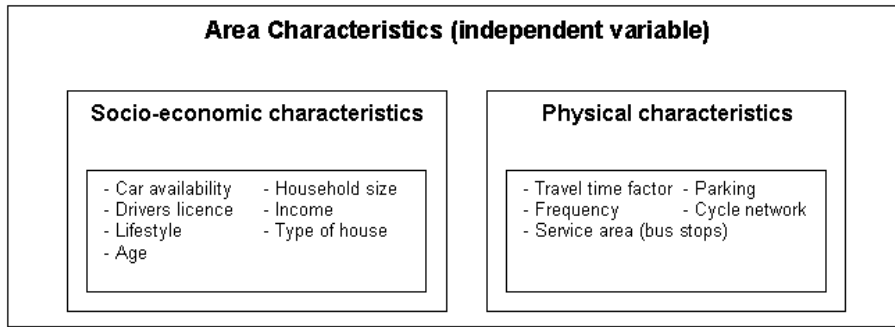 Area Characteristics (independent variable)
Socio-economic characteristics
- Car availability
- Drivers licence
- Lifestyle
- Age
- Household size
- Income
- Type of house
Physical characteristics
- Travel time factor
- Frequency
- Service area (bus stops)
- Parking
- Cycle network